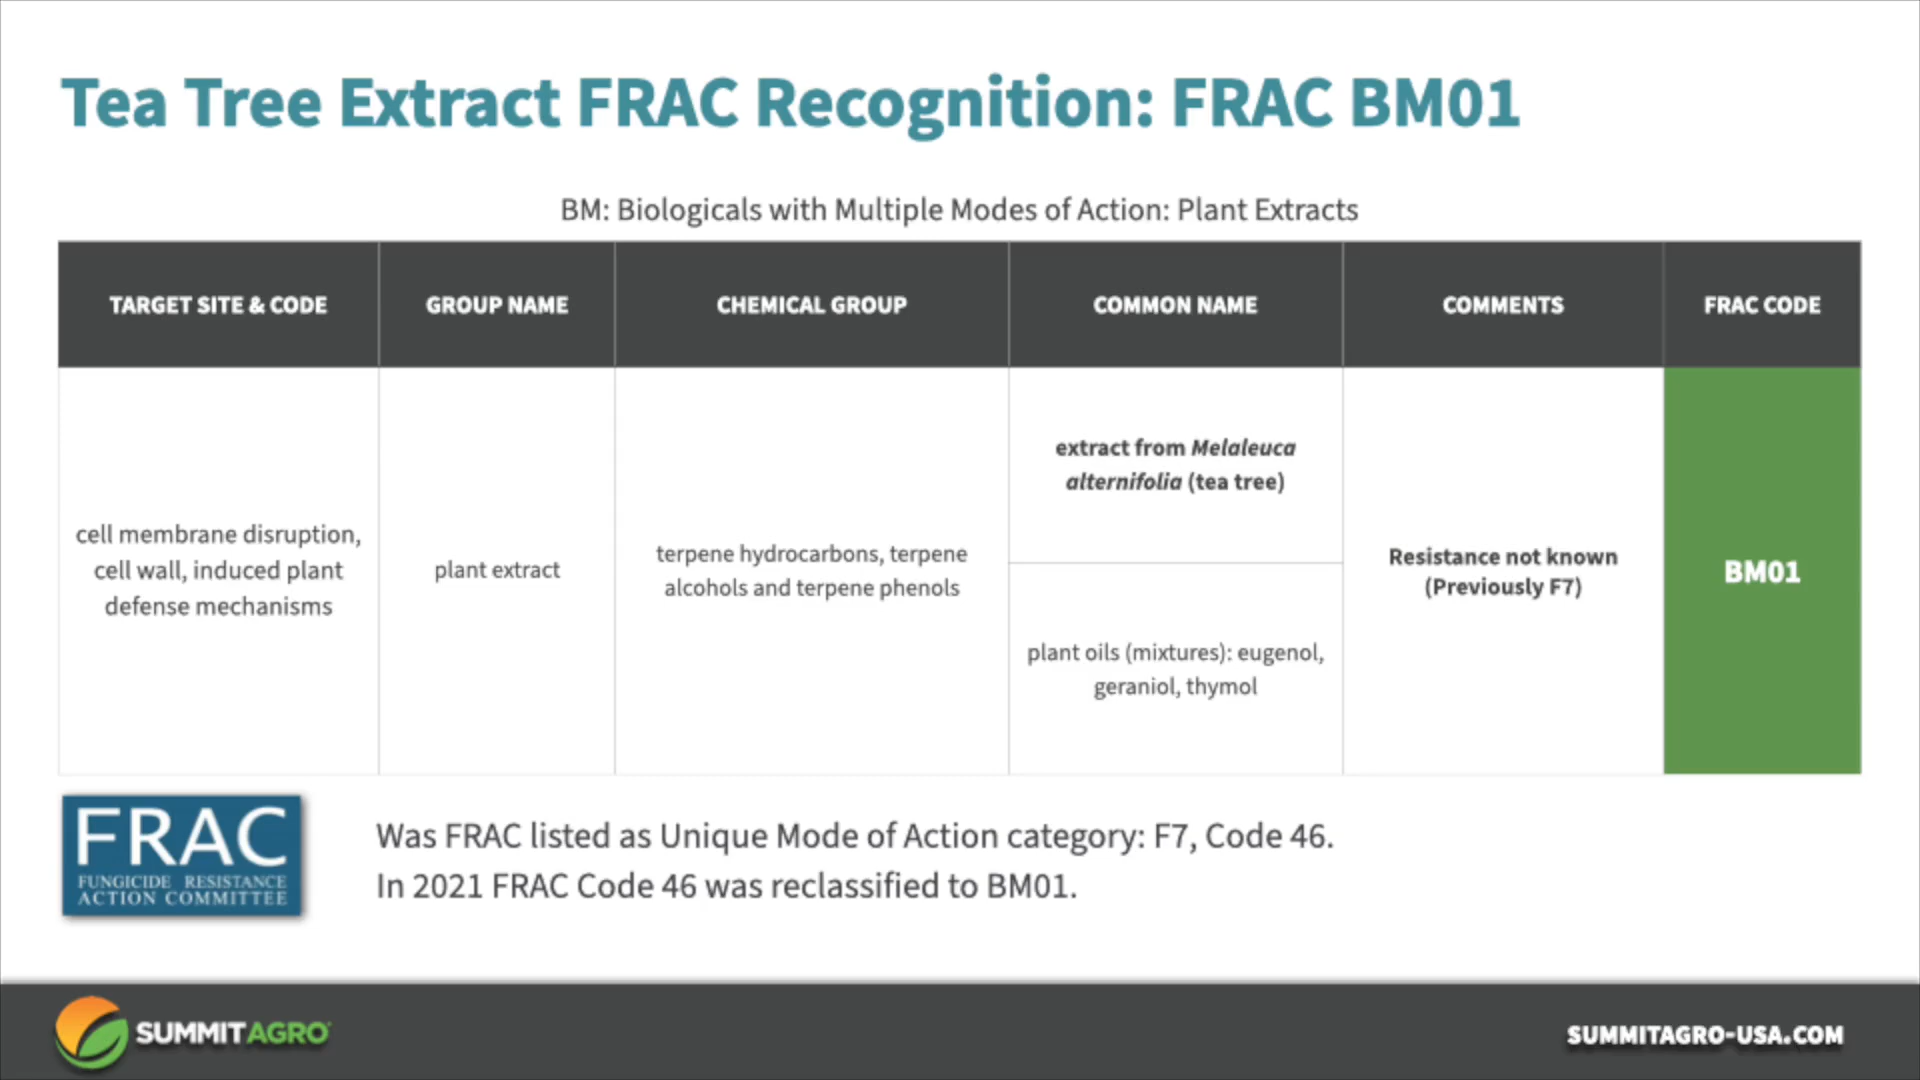 Tea Tree Extract FRAC Recognition: FRAC BM01
BM: Biologicals with Multiple Modes of Action: Plant Extracts
TARGET SITE & CODE
GROUP NAME
CHEMICAL GROUP
COMMON NAME
COMMENTS
FRAC CODE
cell membrane disruption,
cell wall, induced plant
defense mechanisms
plant extract
terpene hydrocarbons, terpene
alcohols and terpene phenols
extract from Melaleuca
alternifolia (tea tree)
plant oils (mixtures): eugenol,
geraniol, thymol
Resistance not known
(Previously F7)
BM01
FRAC
FUNGICIDE RESISTANCE
ACTION COMMITTEE
Was FRAC listed as Unique Mode of Action category: F7, Code 46.
In 2021 FRAC Code 46 was reclassified to BM01.
SUMMITAGRO
SUMMITAGRO-USA.COM